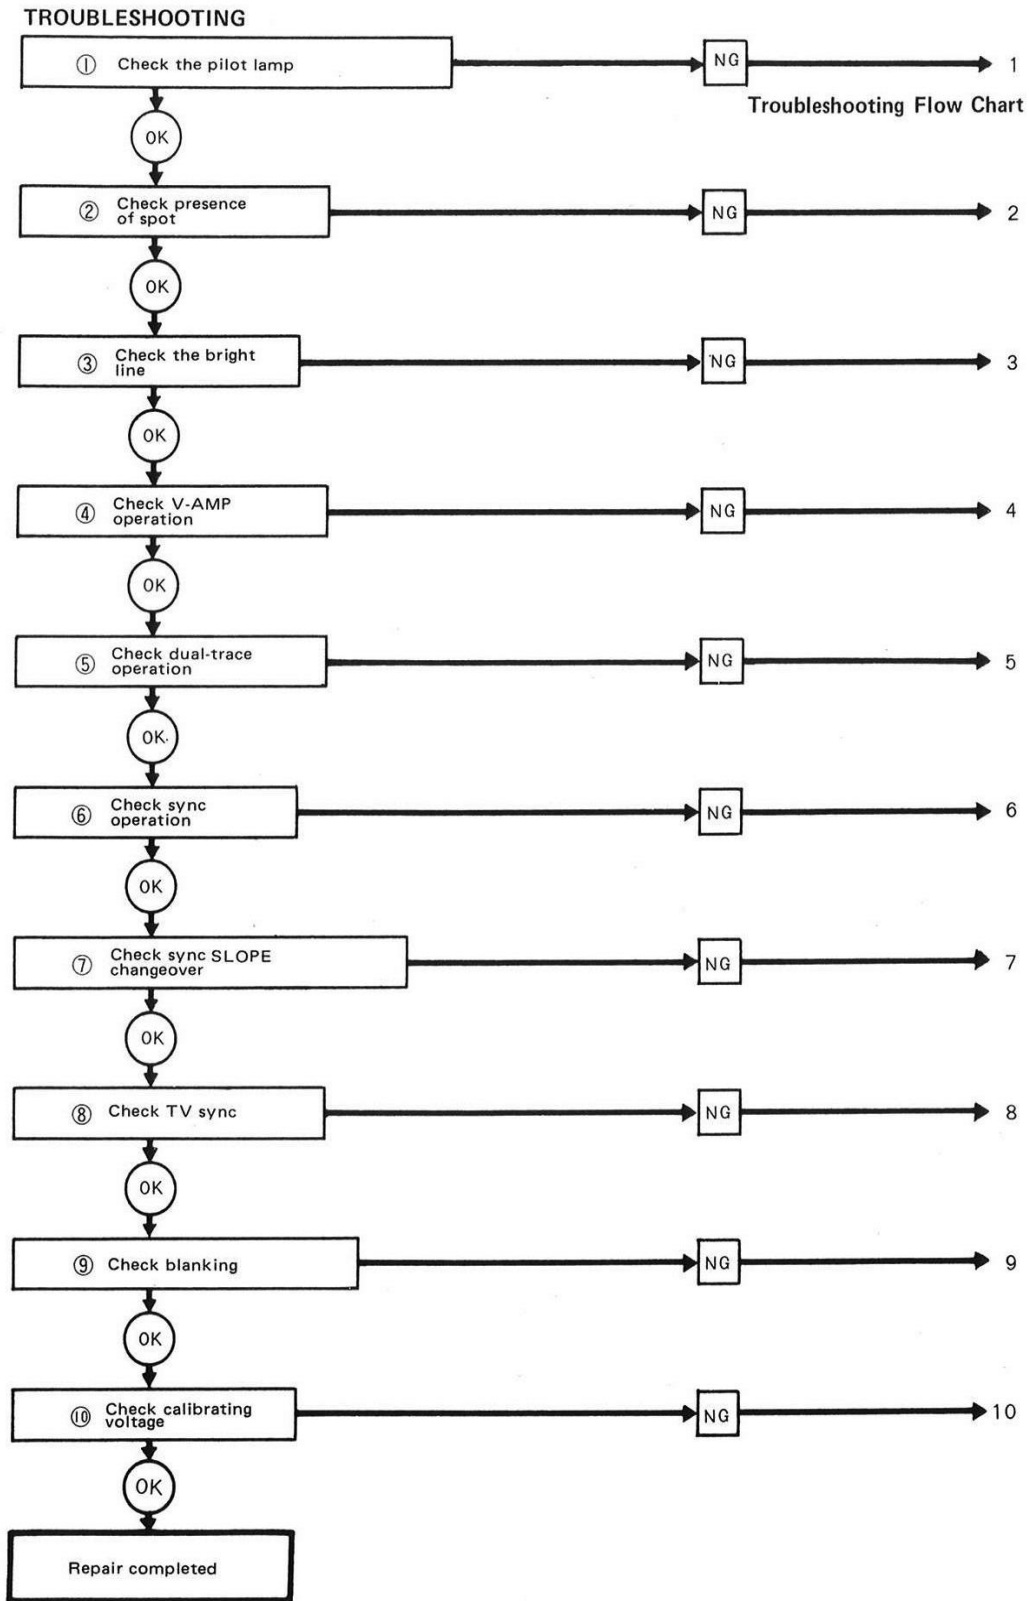 TROUBLESHOOTING
① Check the pilot lamp
NG
1
Troubleshooting Flow Chart
OK
② Check presence
of spot
NG
2
OK
③ Check the bright
line
NG
3
OK
④ Check V-AMP
operation
NG
4
OK
⑤ Check dual-trace
operation
NG
5
OK
⑥ Check sync
operation
NG
6
OK
⑦ Check sync SLOPE
changeover
NG
7
OK
⑧ Check TV sync
NG
8
OK
⑨ Check blanking
NG
9
OK
⑩ Check calibrating
voltage
NG
10
OK
Repair completed